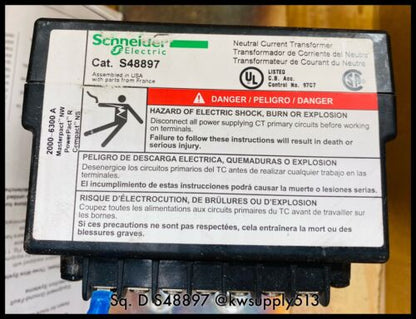 Schneider
Electric
Cat. S48897
Assembled in USA
with parts from France
Neutral Current Transformer
Transformador de Corriente del Neutro
Transformateur de Courant du Neutre
UL
LISTED
C.B. Acc.
Control No. 97G7
2000–6300 A
Masterpact NW
PowerPact R
Compact NS
DANGER / PELIGRO / DANGER
HAZARD OF ELECTRIC SHOCK, BURN OR EXPLOSION
Disconnect all power supplying CT primary circuits before working
on terminals.
Failure to follow these instructions will result in death or
serious injury.
PELIGRO DE DESCARGA ELECTRICA, QUEMADURAS O EXPLOSION
Desenergice los circuitos primarios del TC antes de realizar cualquier trabajo en las
terminales.
El incumplimiento de estas instrucciones podrá causar la muerte o lesiones serias.
RISQUE D'ÉLECTROCUTION, DE BRÛLURES OU D'EXPLOSION
Coupez toutes les alimentations aux circuits primaires du TC avant de travailler sur
les bornes.
Si ces precautions ne sont pas respectées, cela entraînera la mort ou des
blessures graves.
Sq. D S48897 @kwsupply513